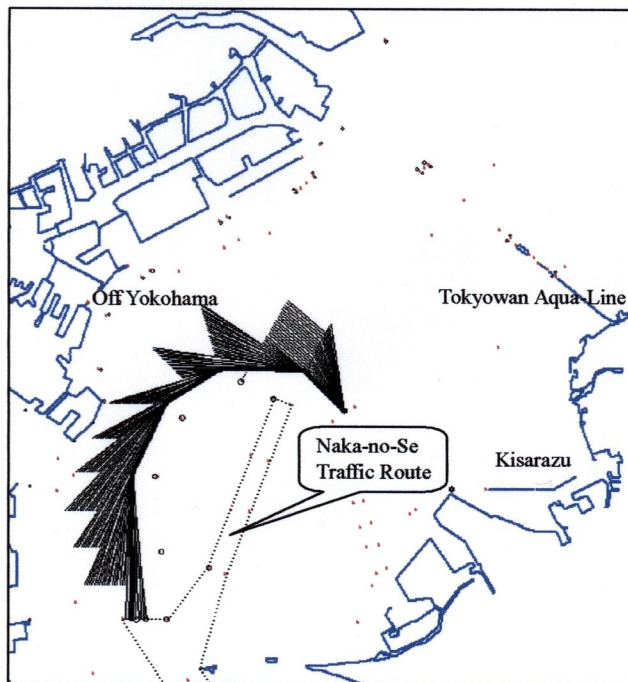 Off Yokohama
Tokyowan Aqua-Line
Naka-no-Se
Traffic Route
Kisarazu